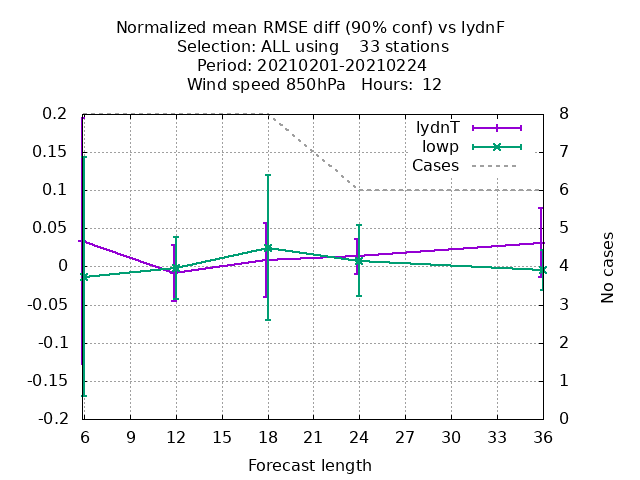 Normalized mean RMSE diff (90% conf) vs lydnF
Selection: ALL using    33 stations
Period: 20210201-20210224
Wind speed 850hPa   Hours:  12
0.2
0.15
0.1
0.05
0
-0.05
-0.1
-0.15
-0.2
lydnT
lowp
Cases
8
7
6
5
4
3
2
1
0
No cases
6 9 12 15 18 21 24 27 30 33 36
Forecast length